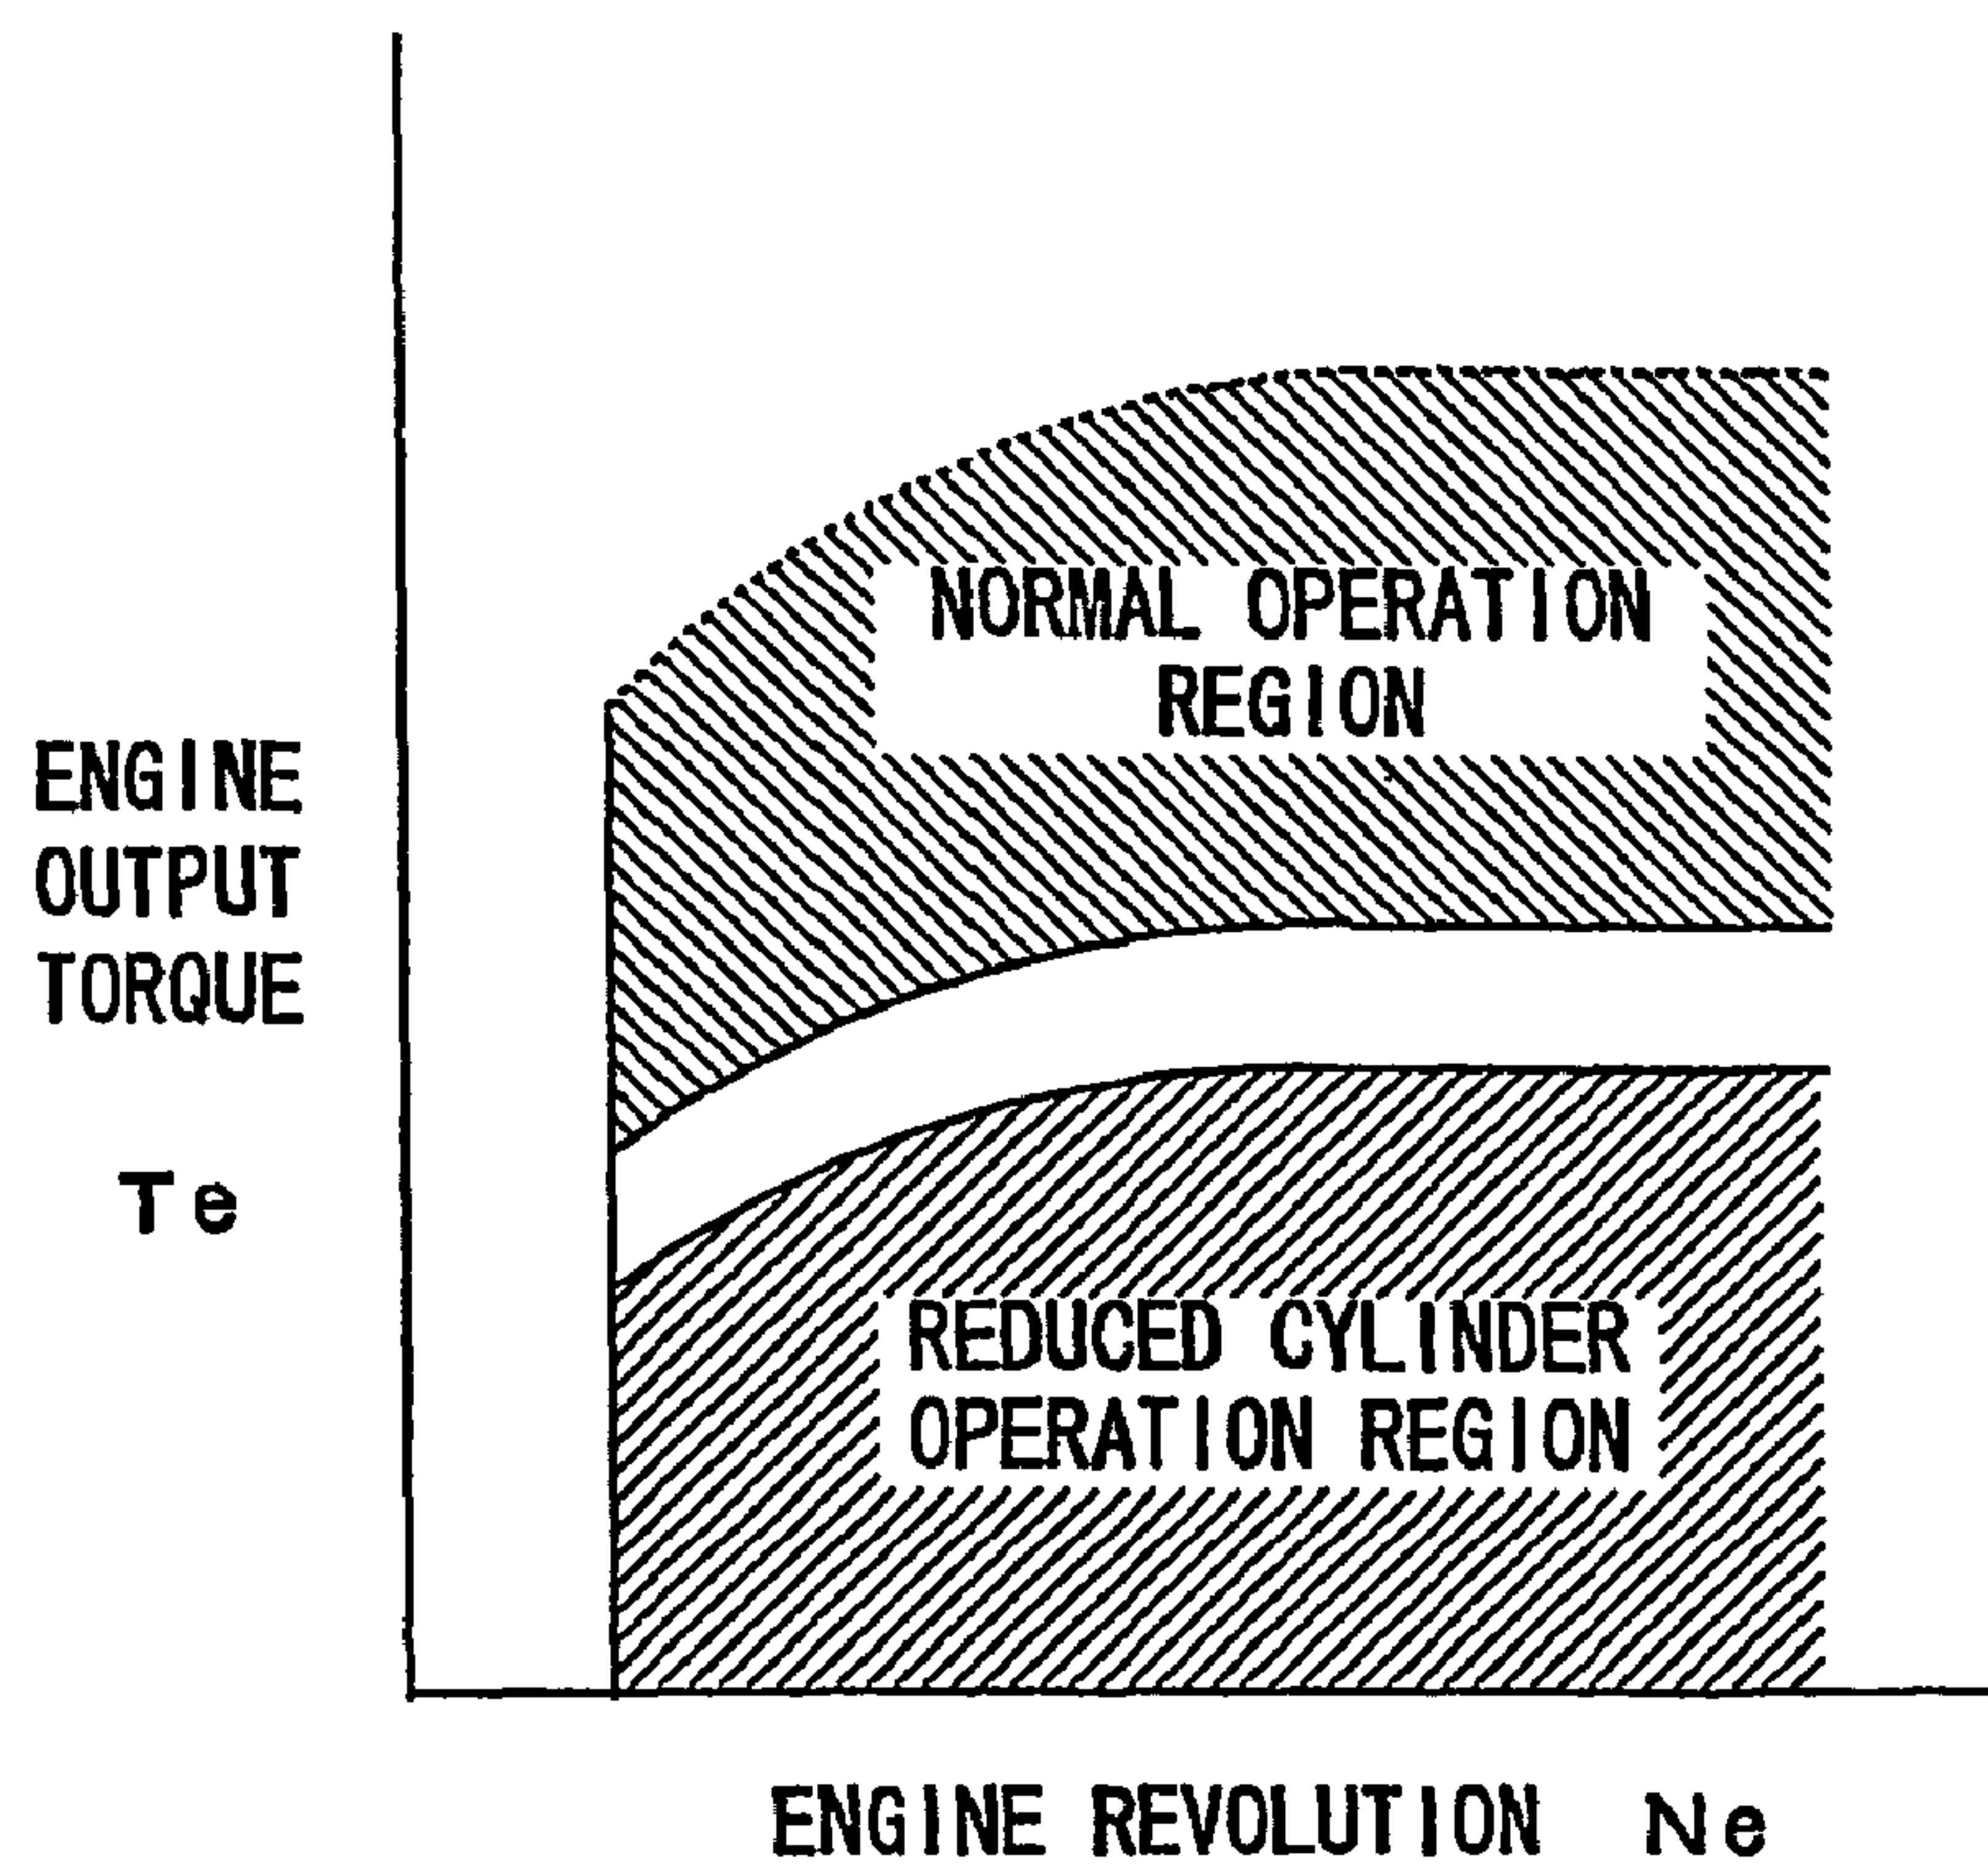 NORMAL OPERATION
REGION
ENGINE
OUTPUT
TORQUE
Te
REDUCED CYLINDER
OPERATION REGION
ENGINE REVOLUTION Ne